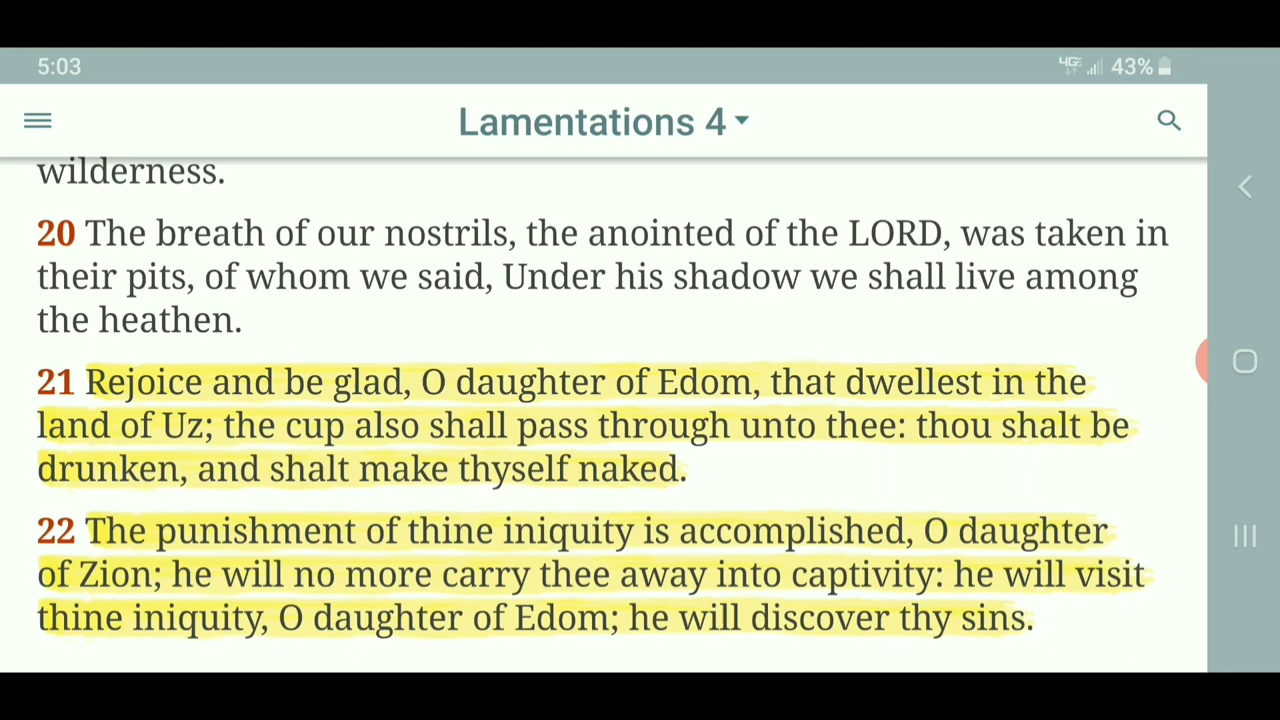 5:03
4G 43%
Lamentations 4
wilderness.
20 The breath of our nostrils, the anointed of the LORD, was taken in
their pits, of whom we said, Under his shadow we shall live among
the heathen.
21 Rejoice and be glad, O daughter of Edom, that dwellest in the
land of Uz; the cup also shall pass through unto thee: thou shalt be
drunken, and shalt make thyself naked.
22 The punishment of thine iniquity is accomplished, O daughter
of Zion; he will no more carry thee away into captivity: he will visit
thine iniquity, O daughter of Edom; he will discover thy sins.